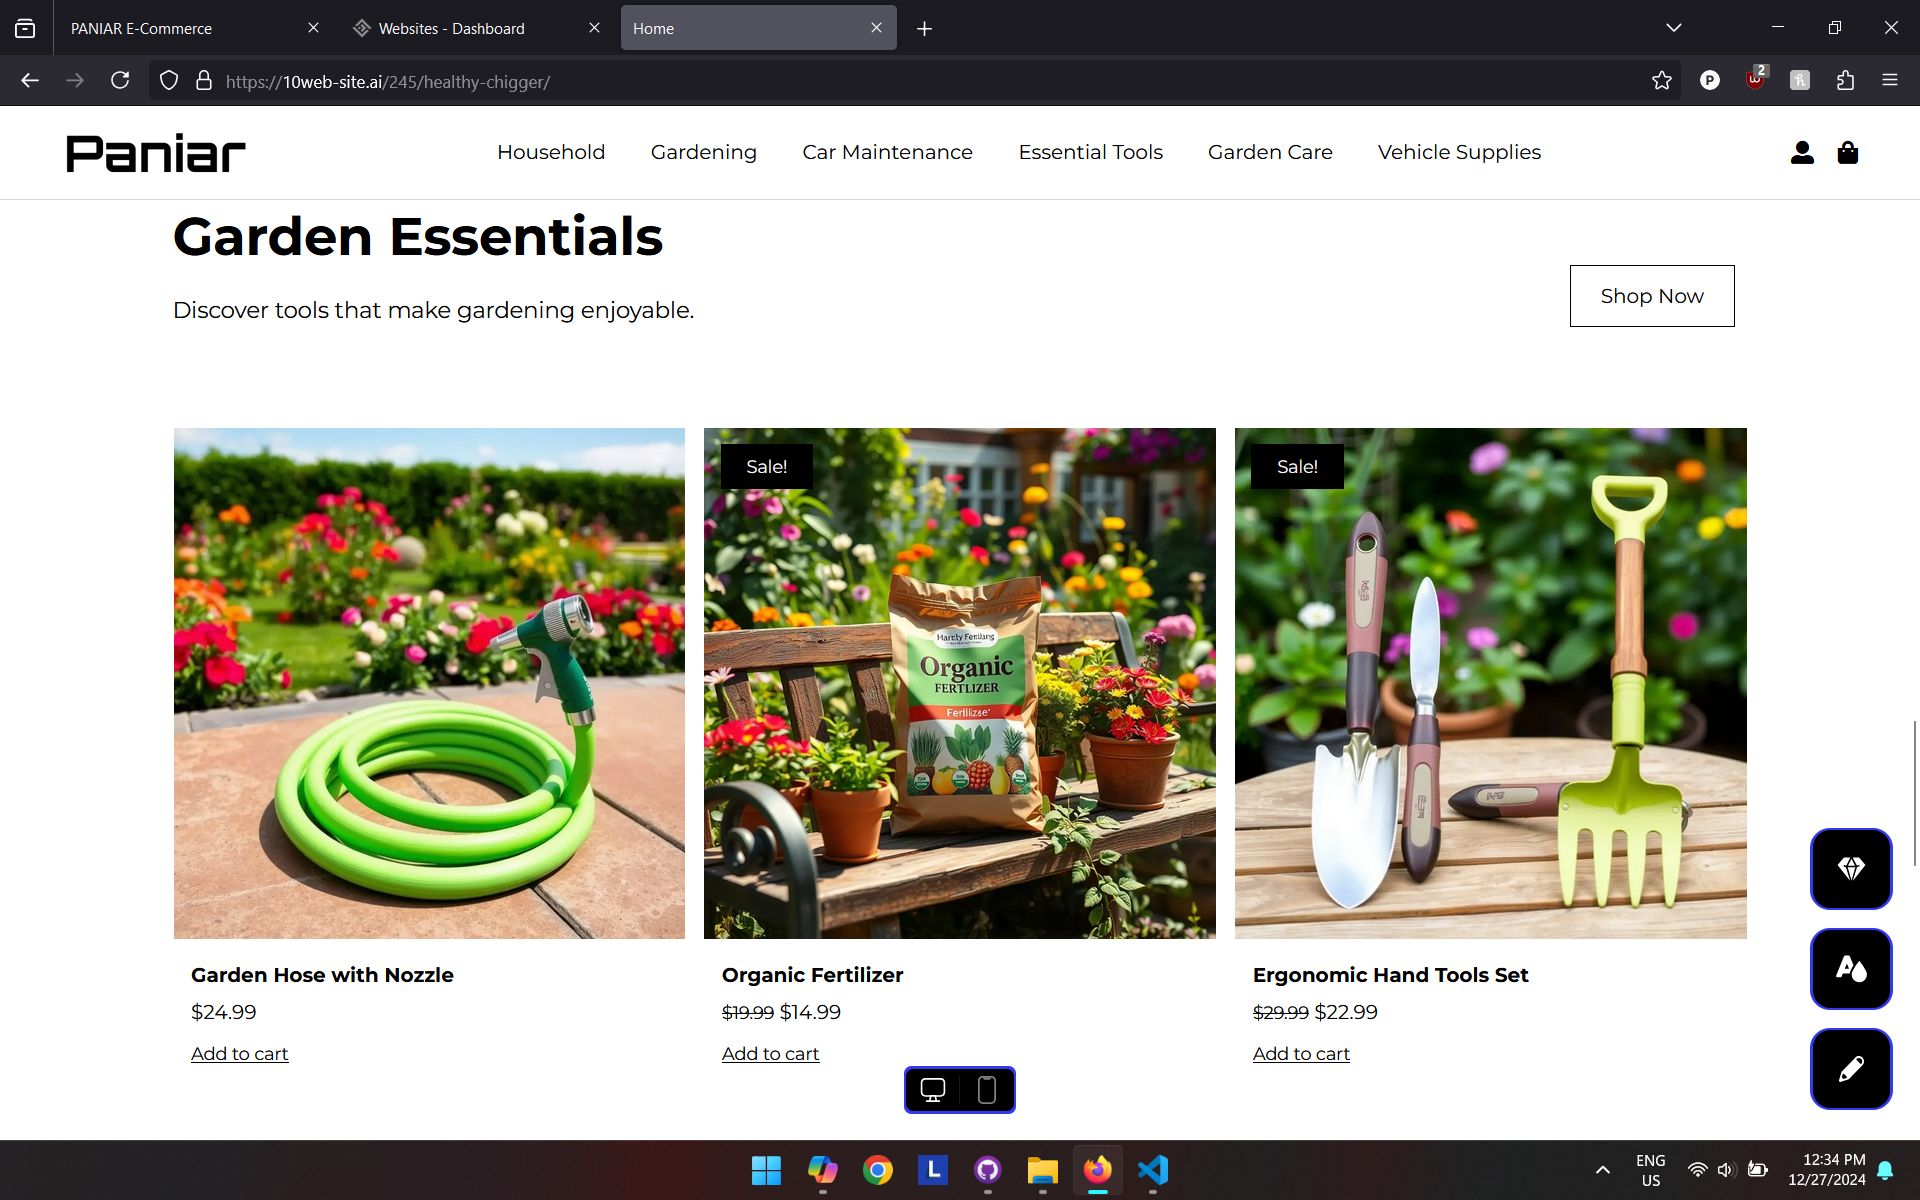 PANIAR E-Commerce
Websites - Dashboard
Home
https://10web-site.ai/245/healthy-chigger/
2
Paniar
Household
Gardening
Car Maintenance
Essential Tools
Garden Care
Vehicle Supplies
Garden Essentials
Discover tools that make gardening enjoyable.
Shop Now
Sale!
Sale!
Organic
FERTLIZER
Garden Hose with Nozzle
$24.99
Add to cart
Organic Fertilizer
$19.99 $14.99
Add to cart
Ergonomic Hand Tools Set
$29.99 $22.99
Add to cart
ENG
US
12:34 PM
12/27/2024